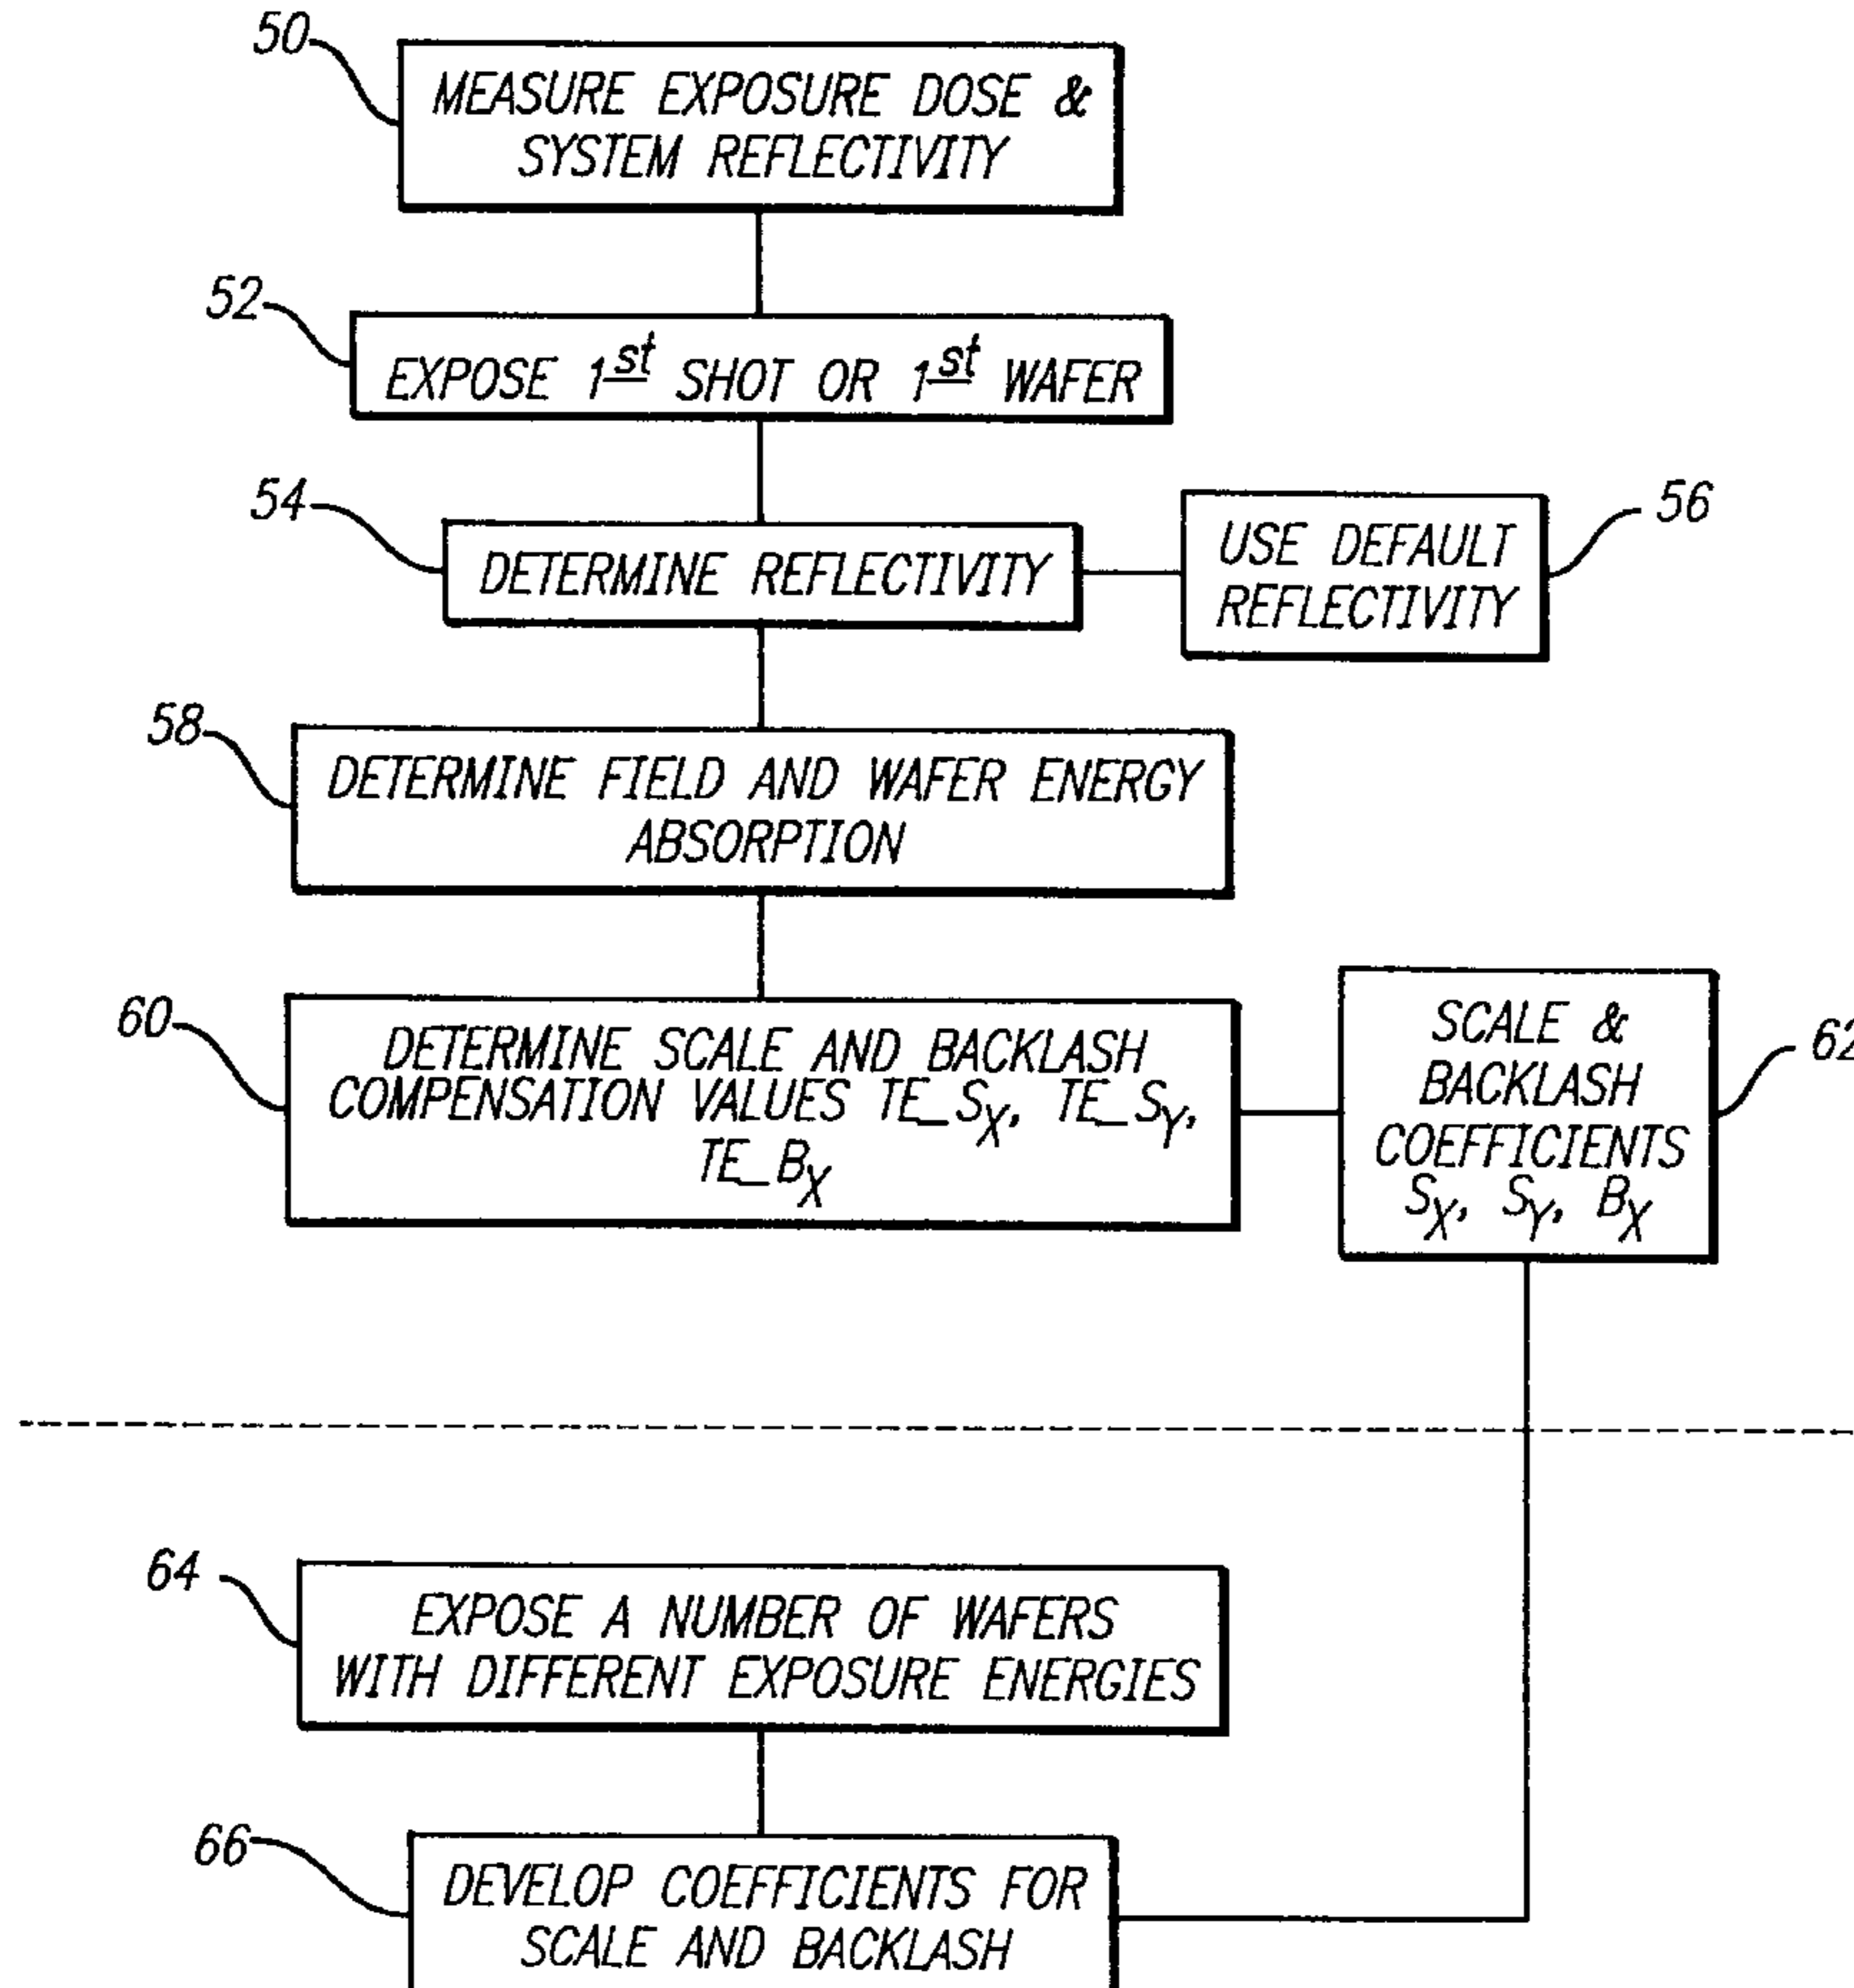 50
MEASURE EXPOSURE DOSE &
SYSTEM REFLECTIVITY
52
EXPOSE 1st SHOT OR 1st WAFER
54
DETERMINE REFLECTIVITY
56
USE DEFAULT
REFLECTIVITY
58
DETERMINE FIELD AND WAFER ENERGY
ABSORPTION
60
DETERMINE SCALE AND BACKLASH
COMPENSATION VALUES TE_SX, TE_SY,
TE_BX
62
SCALE &
BACKLASH
COEFFICIENTS
SX, SY, BX
64
EXPOSE A NUMBER OF WAFERS
WITH DIFFERENT EXPOSURE ENERGIES
66
DEVELOP COEFFICIENTS FOR
SCALE AND BACKLASH